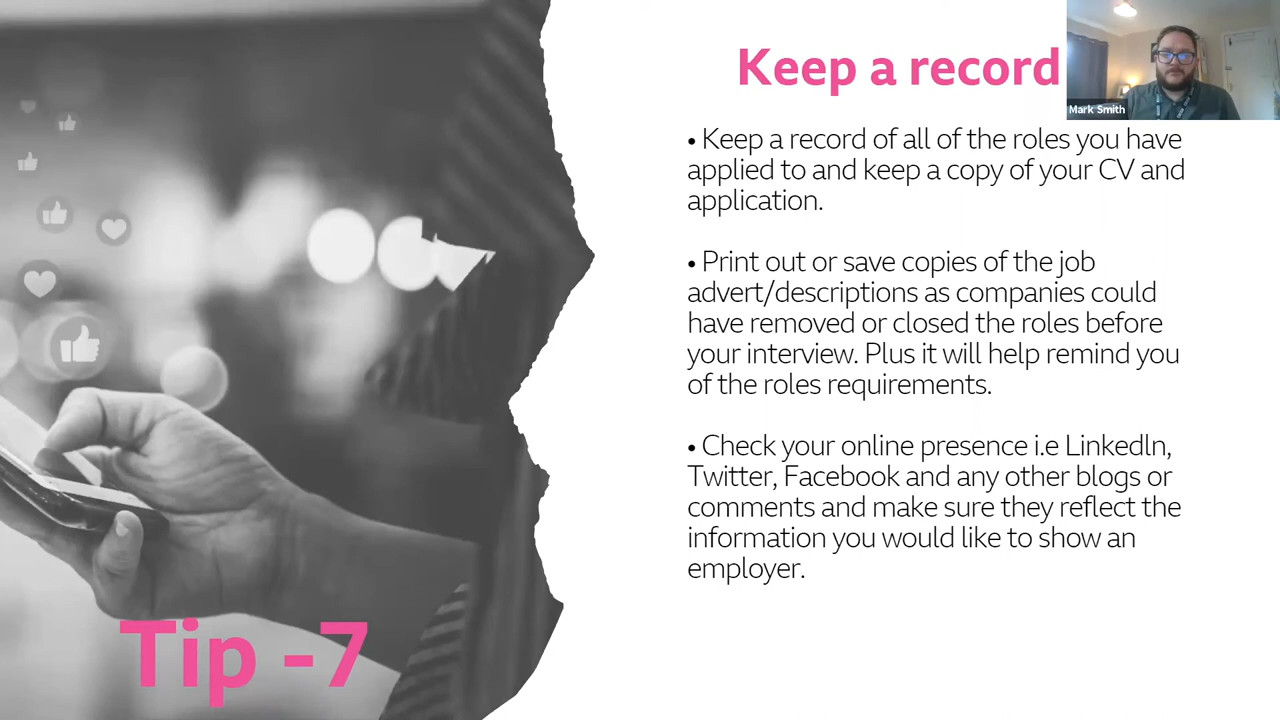 Keep a record
Mark Smith
• Keep a record of all of the roles you have
applied to and keep a copy of your CV and
application.
• Print out or save copies of the job
advert/descriptions as companies could
have removed or closed the roles before
your interview. Plus it will help remind you
of the roles requirements.
• Check your online presence i.e LinkedIn,
Twitter, Facebook and any other blogs or
comments and make sure they reflect the
information you would like to show an
employer.
Tip -7